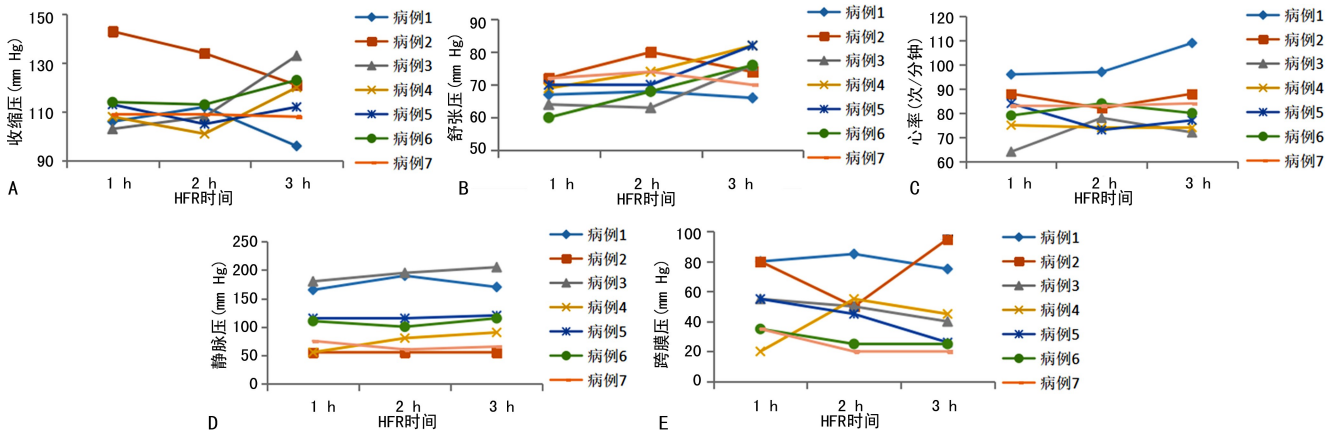 收缩压(mm Hg)
150
130
110
90
1 h
2 h
3 h
HFR时间
病例1
病例2
病例3
病例4
病例5
病例6
病例7
A
舒张压(mm Hg)
90
80
70
60
50
1 h
2 h
3 h
HFR时间
病例1
病例2
病例3
病例4
病例5
病例6
病例7
B
心率(次/分钟)
120
110
100
90
80
70
60
1 h
2 h
3 h
HFR时间
病例1
病例2
病例3
病例4
病例5
病例6
病例7
C
静脉压(mm Hg)
250
200
150
100
50
0
1 h
2 h
3 h
HFR时间
病例1
病例2
病例3
病例4
病例5
病例6
病例7
D
跨膜压(mm Hg)
100
80
60
40
20
0
1 h
2 h
3 h
HFR时间
病例1
病例2
病例3
病例4
病例5
病例6
病例7
E